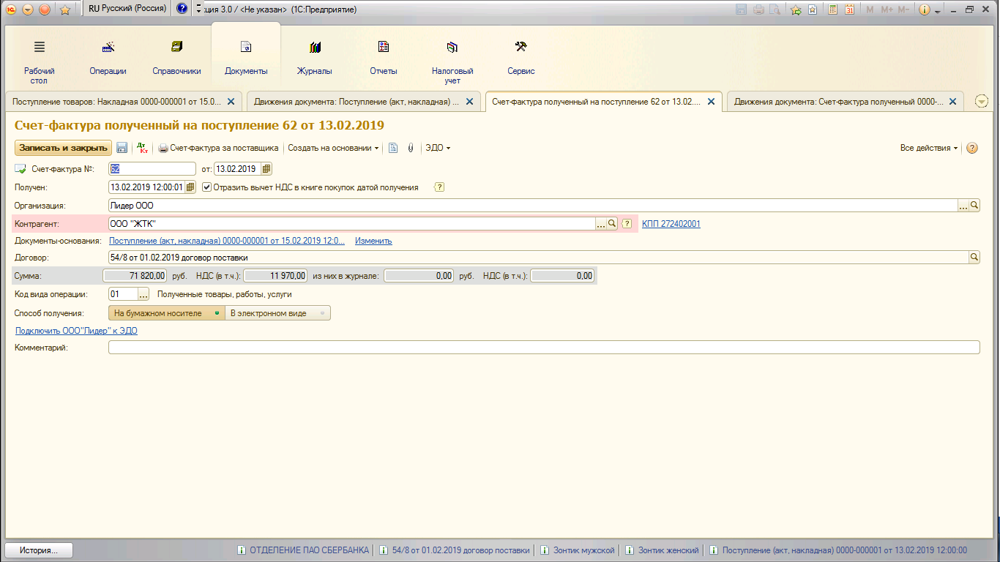 RU Русский (Россия) ция 3.0 / <Не указан> (1С:Предприятие) M M+ M-
Рабочий стол Операции Справочники Документы Журналы Отчеты Налоговый учет Сервис
Поступление товаров: Накладная 0000-000001 от 15.0... Движения документа: Поступление (акт, накладная) ... Счет-фактура полученный на поступление 62 от 13.02.... Движения документа: Счет-фактура полученный 0000-...
Счет-фактура полученный на поступление 62 от 13.02.2019
Записать и закрыть Дт Кт Счет-фактура за поставщика Создать на основании ЭДО Все действия ?
Счет-фактура №: 62 от: 13.02.2019
Получен: 13.02.2019 12:00:01 Отразить вычет НДС в книге покупок датой получения ?
Организация: Лидер ООО ...
Контрагент: ООО "ЖТК" ... ? КПП 272402001
Документы-основания: Поступление (акт, накладная) 0000-000001 от 15.02.2019 12:0... Изменить
Договор: 54/8 от 01.02.2019 договор поставки
Сумма: 71 820,00 руб. НДС (в т.ч.): 11 970,00 из них в журнале: 0,00 руб. НДС (в т.ч.): 0,00
Код вида операции: 01 ... Полученные товары, работы, услуги
Способ получения: На бумажном носителе В электронном виде
Подключить ООО"Лидер" к ЭДО
Комментарий:
История... ОТДЕЛЕНИЕ ПАО СБЕРБАНКА 54/8 от 01.02.2019 договор поставки Зонтик мужской Зонтик женский Поступление (акт, накладная) 0000-000001 от 13.02.2019 12:00:00